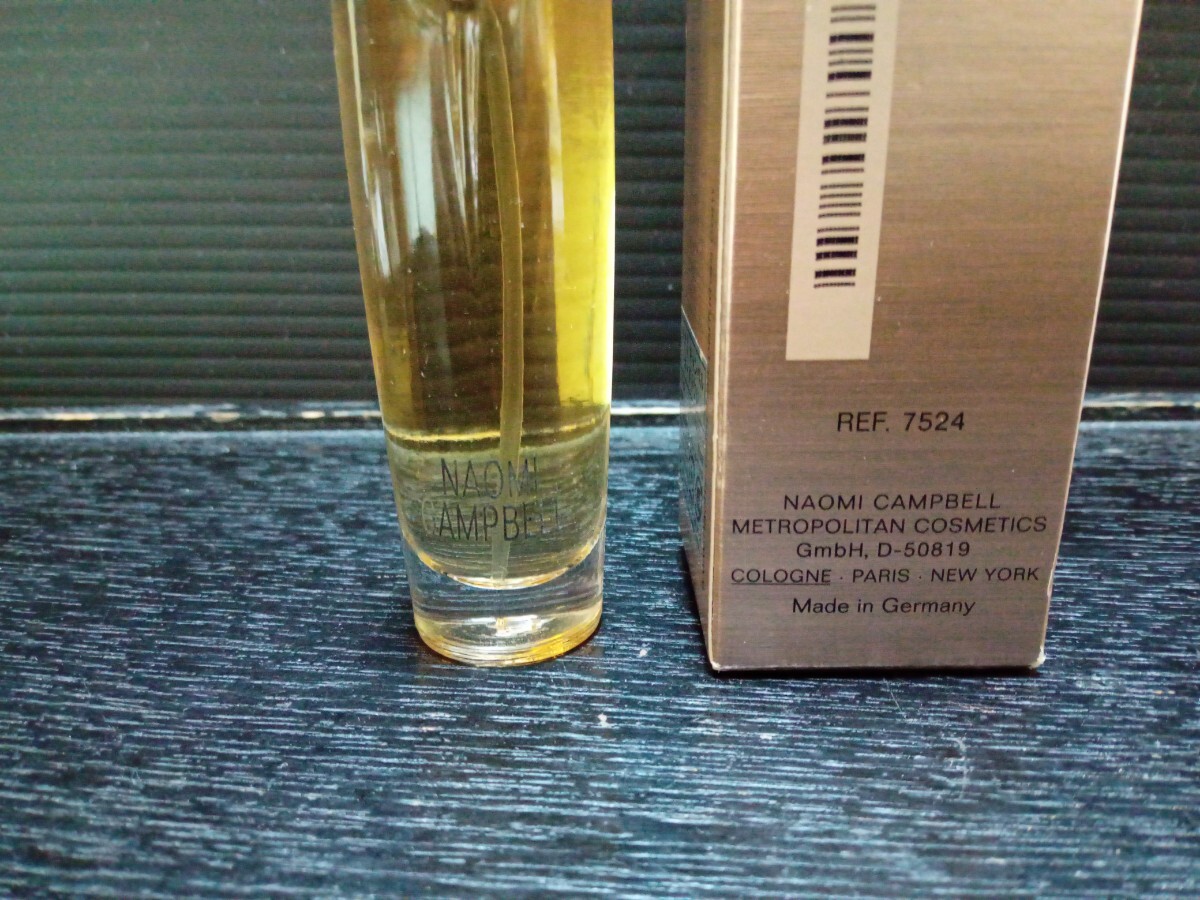 NAOMI
CAMPBELL
REF. 7524
NAOMI CAMPBELL
METROPOLITAN COSMETICS
GmbH, D-50819
COLOGNE · PARIS · NEW YORK
Made in Germany